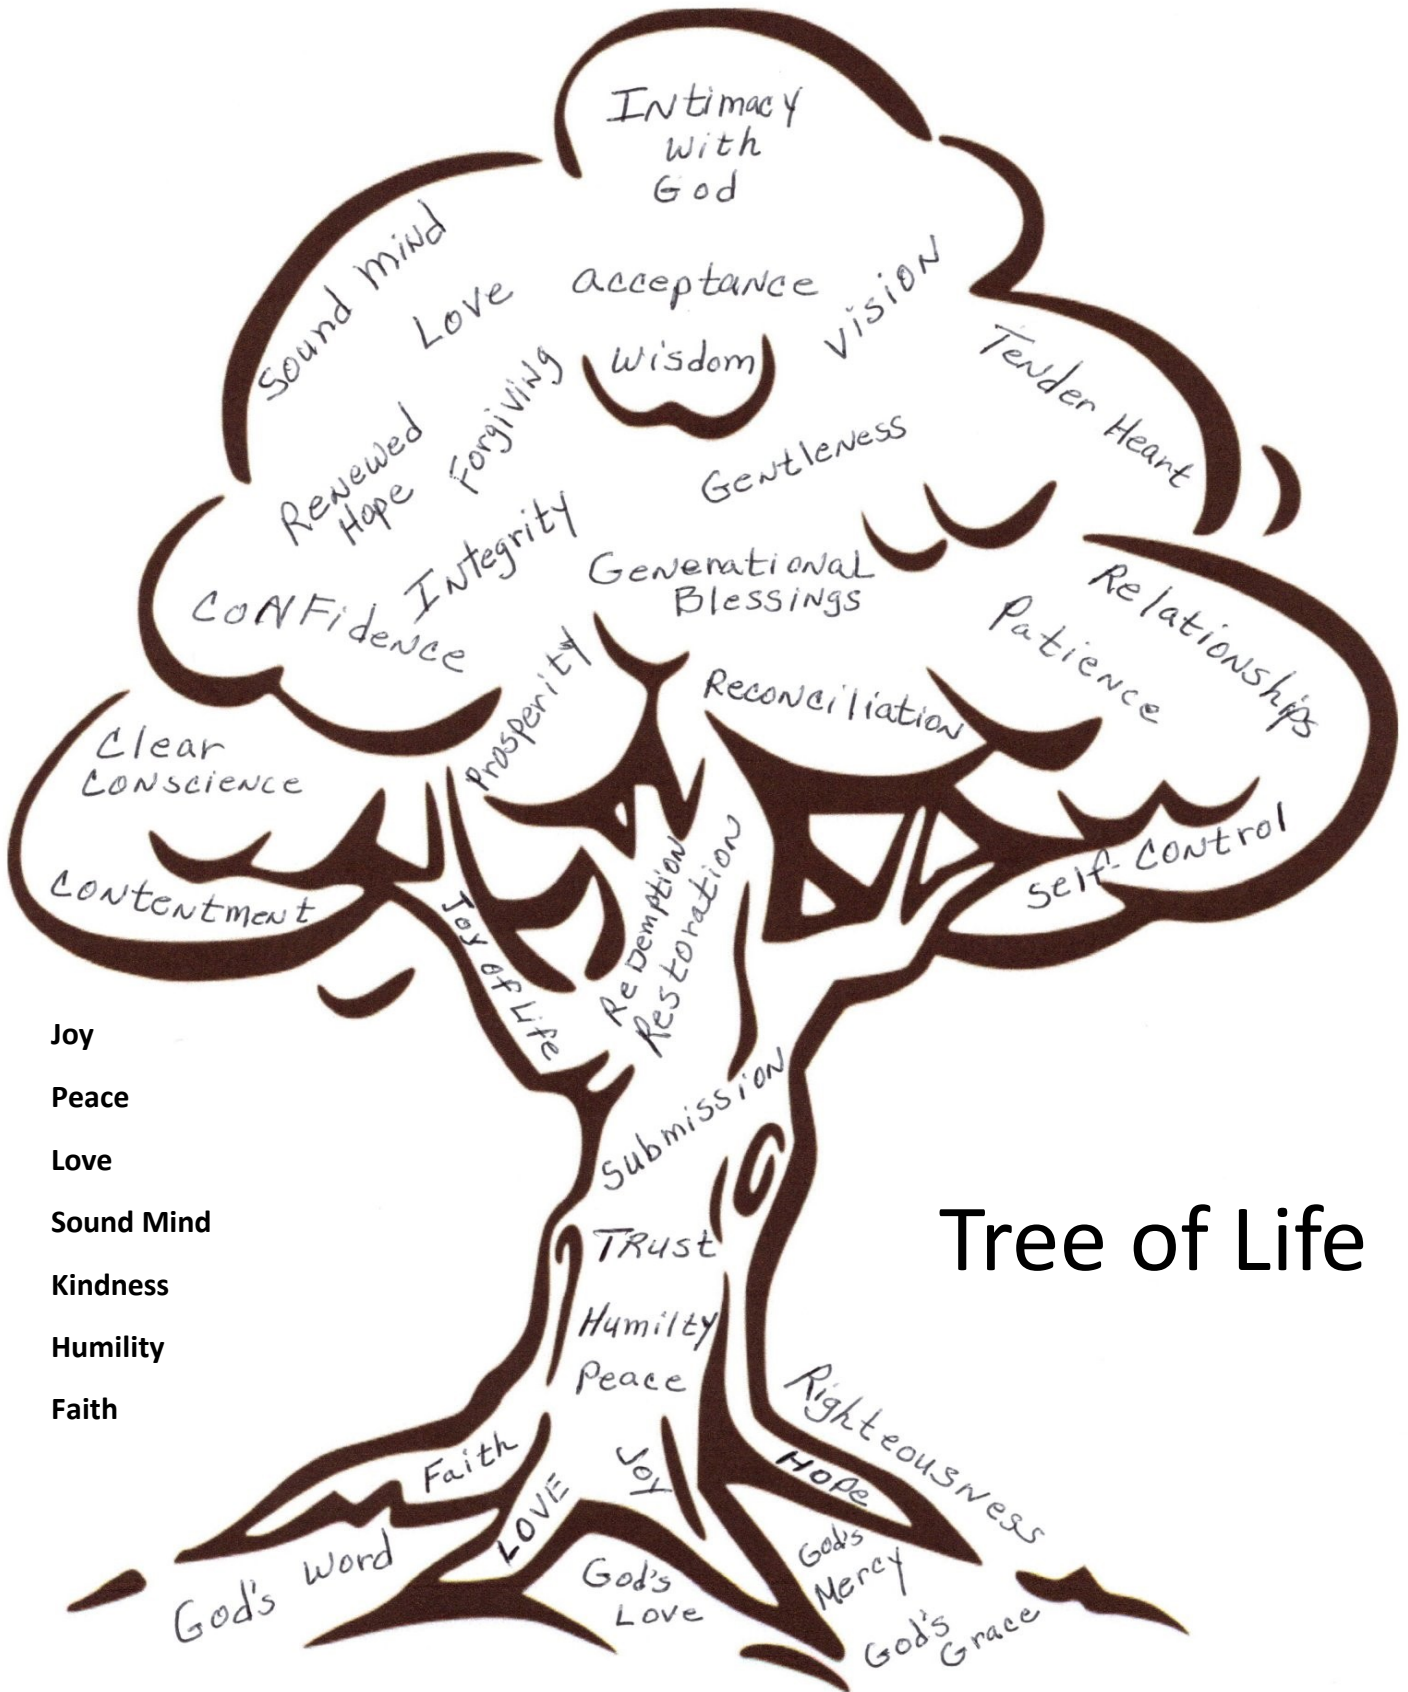 Intimacy
With
God
Sound Mind
Love
Acceptance
Vision
Wisdom
Tender Heart
Renewed
Hope
Forgiving
Gentleness
Integrity
Confidence
Generational
Blessings
Relationships
Patience
Prosperity
Reconciliation
Clear
Conscience
Contentment
Self-Control
Joy of Life
Redemption
Restoration
Joy
Peace
Love
Sound Mind
Kindness
Humility
Faith
Submission
Tree of Life
Trust
Humilty
Peace
Righteousness
Faith
Love
Joy
Hope
God's Word
God's
Love
God's
Mercy
God's
Grace